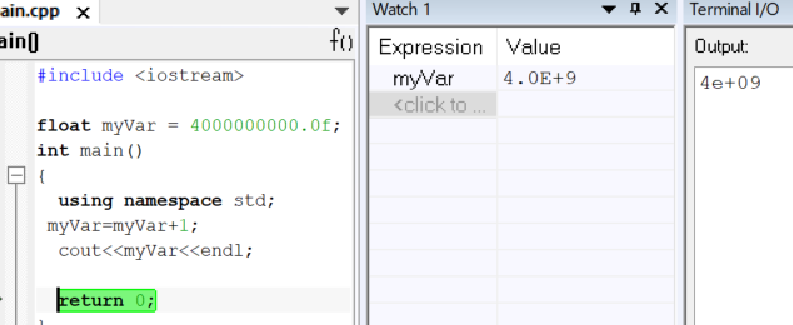 ain.cpp x
ain() f()
#include <iostream>
float myVar = 4000000000.0f;
int main()
{
using namespace std;
myVar=myVar+1;
cout<<myVar<<endl;
return 0;
Watch 1
Expression Value
myVar 4.0E+9
<click to ...
Terminal I/O
Output:
4e+09